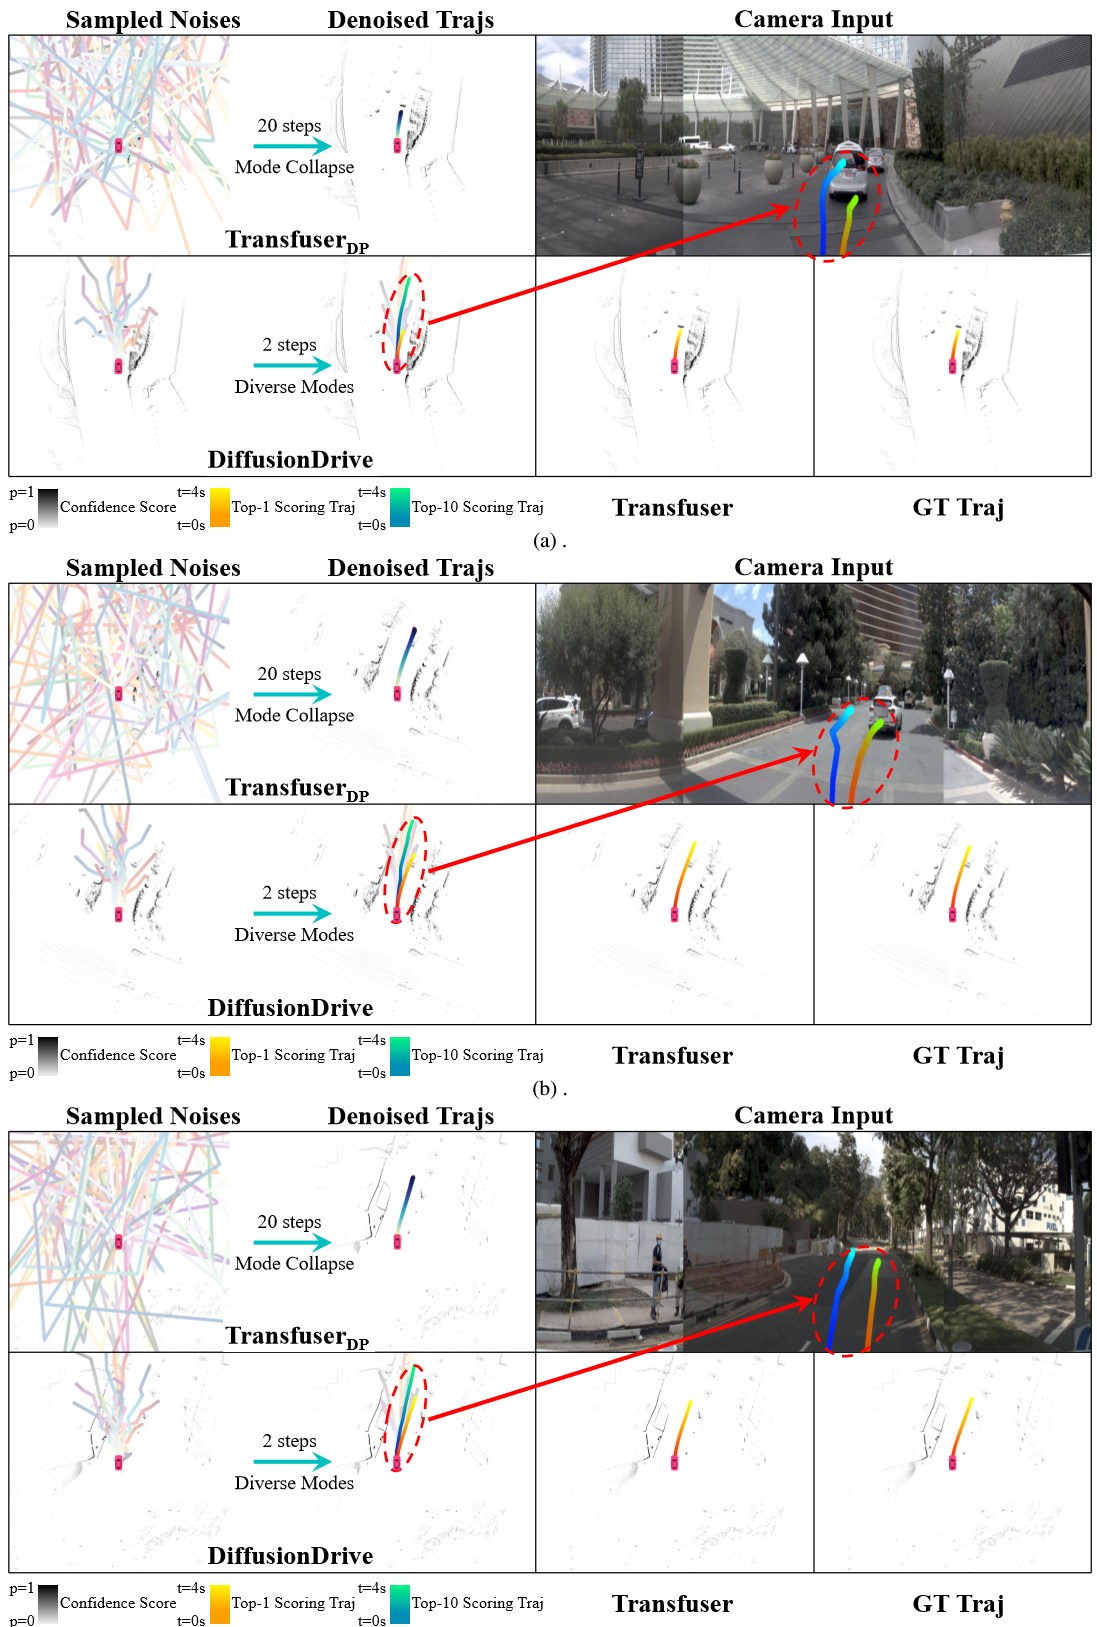 Sampled Noises
Denoised Trajs
Camera Input
20 steps
Mode Collapse
Transfuser_DP
2 steps
Diverse Modes
DiffusionDrive
p=1
p=0
Confidence Score
t=4s
t=0s
Top-1 Scoring Traj
t=4s
t=0s
Top-10 Scoring Traj
Transfuser
GT Traj
(a) .
Sampled Noises
Denoised Trajs
Camera Input
20 steps
Mode Collapse
Transfuser_DP
2 steps
Diverse Modes
DiffusionDrive
p=1
p=0
Confidence Score
t=4s
t=0s
Top-1 Scoring Traj
t=4s
t=0s
Top-10 Scoring Traj
Transfuser
GT Traj
(b) .
Sampled Noises
Denoised Trajs
Camera Input
20 steps
Mode Collapse
Transfuser_DP
2 steps
Diverse Modes
DiffusionDrive
p=1
p=0
Confidence Score
t=4s
t=0s
Top-1 Scoring Traj
t=4s
t=0s
Top-10 Scoring Traj
Transfuser
GT Traj